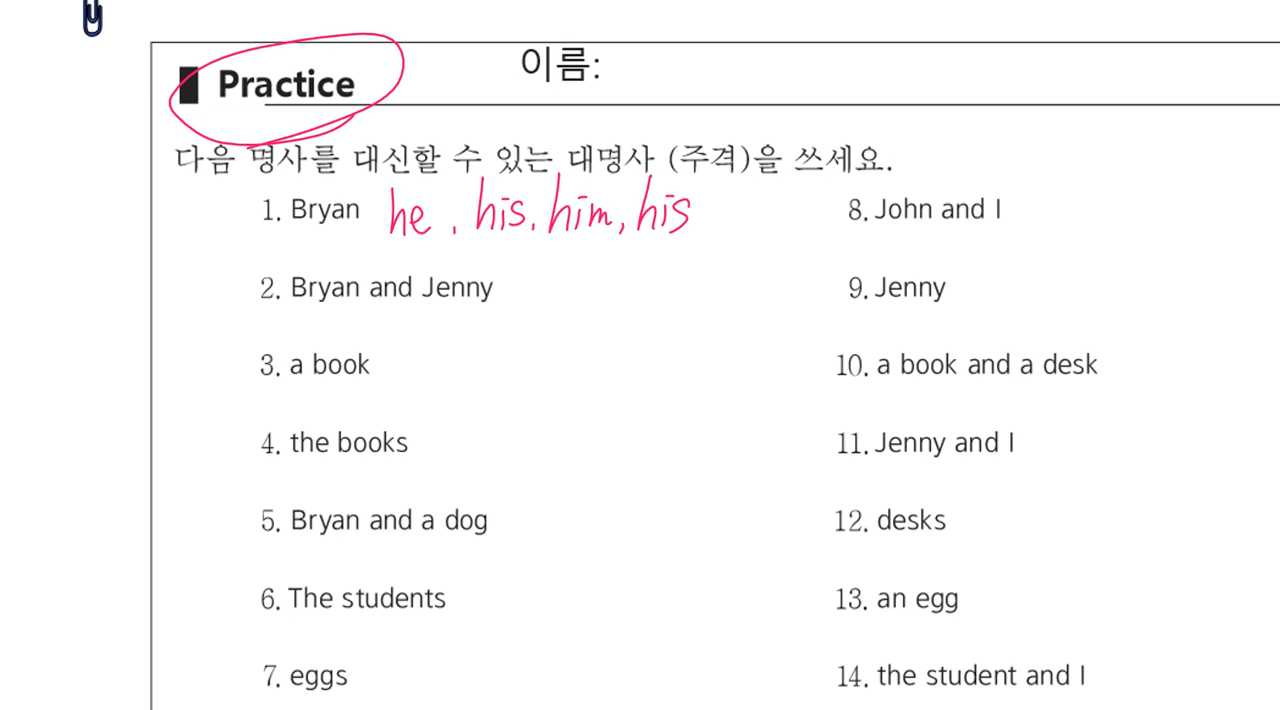 Practice 이름:
다음 명사를 대신할 수 있는 대명사 (주격)을 쓰세요.
1. Bryan he, his, him, his
2. Bryan and Jenny
3. a book
4. the books
5. Bryan and a dog
6. The students
7. eggs
8. John and I
9. Jenny
10. a book and a desk
11. Jenny and I
12. desks
13. an egg
14. the student and I